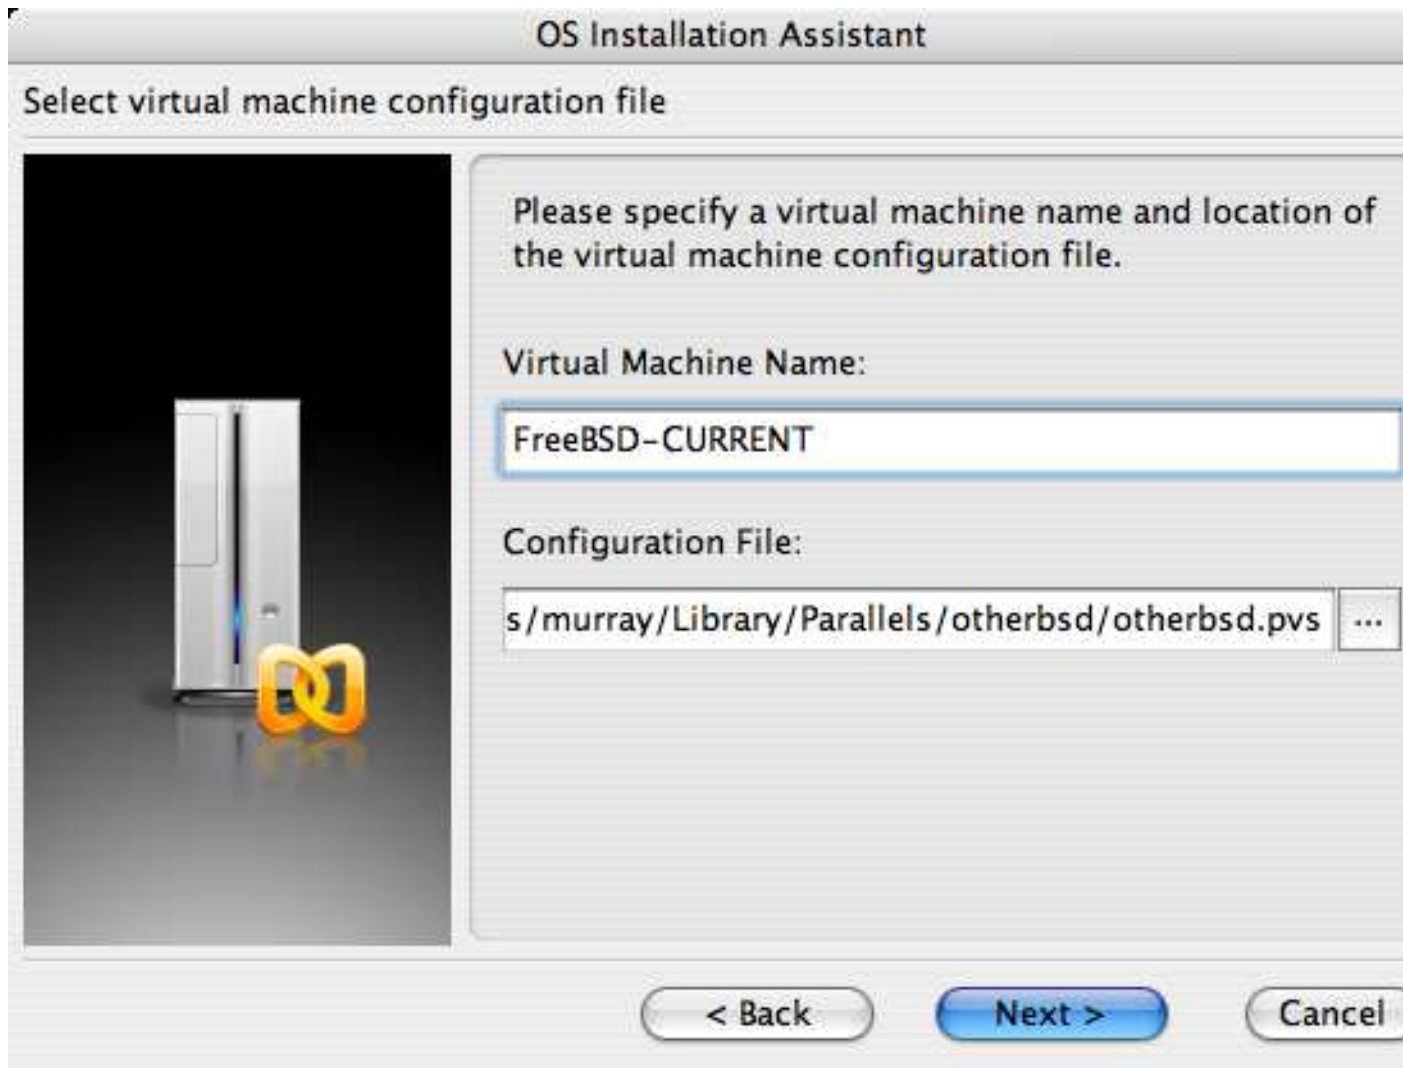 OS Installation Assistant
Select virtual machine configuration file
Please specify a virtual machine name and location of
the virtual machine configuration file.
Virtual Machine Name:
FreeBSD-CURRENT
Configuration File:
s/murray/Library/Parallels/otherbsd/otherbsd.pvs ...
< Back Next > Cancel